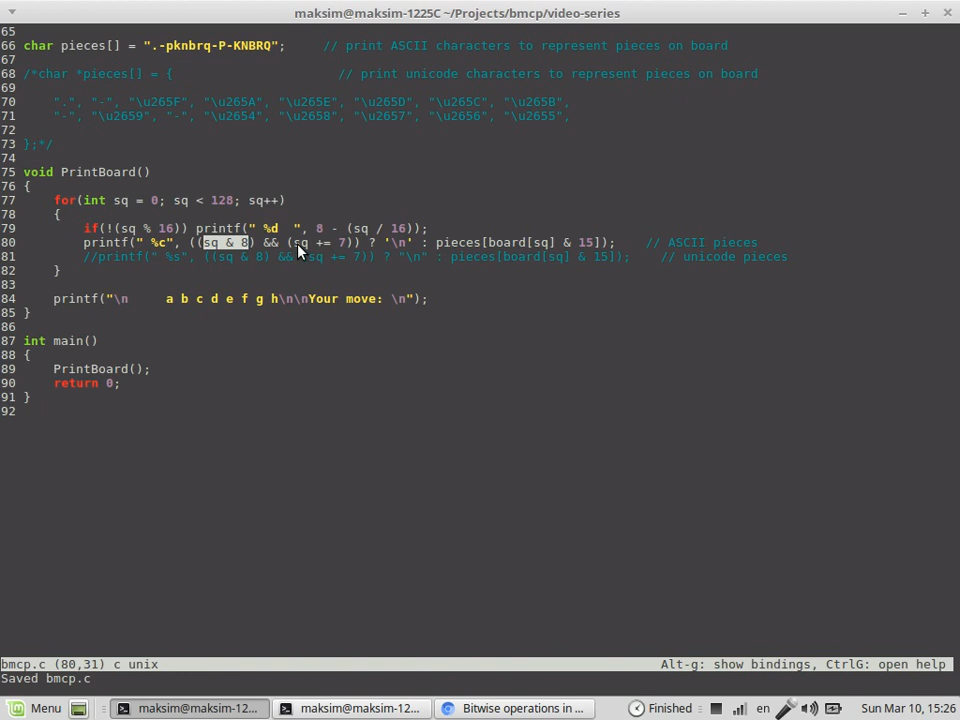 maksim@maksim-1225C ~/Projects/bmcp/video-series
65
66 char pieces[] = ".-pknbrq-P-KNBRQ";     // print ASCII characters to represent pieces on board
67
68 /*char *pieces[] = {                      // print unicode characters to represent pieces on board
69
70     ".", "-", "\u265F", "\u265A", "\u265E", "\u265D", "\u265C", "\u265B",
71     "-", "\u2659", "-", "\u2654", "\u2658", "\u2657", "\u2656", "\u2655",
72
73 };*/
74
75 void PrintBoard()
76 {
77     for(int sq = 0; sq < 128; sq++)
78     {
79         if(!(sq % 16)) printf(" %d  ", 8 - (sq / 16));
80         printf(" %c", ((sq & 8) && (sq += 7)) ? '\n' : pieces[board[sq] & 15]);    // ASCII pieces
81         //printf(" %s", ((sq & 8) && (sq += 7)) ? "\n" : pieces[board[sq] & 15]);    // unicode pieces
82     }
83
84     printf("\n     a b c d e f g h\n\nYour move: \n");
85 }
86
87 int main()
88 {
89     PrintBoard();
90     return 0;
91 }
92
bmcp.c (80,31) c unix Alt-g: show bindings, CtrlG: open help
Saved bmcp.c
Menu maksim@maksim-12... maksim@maksim-12... Bitwise operations in ... Finished en Sun Mar 10, 15:26